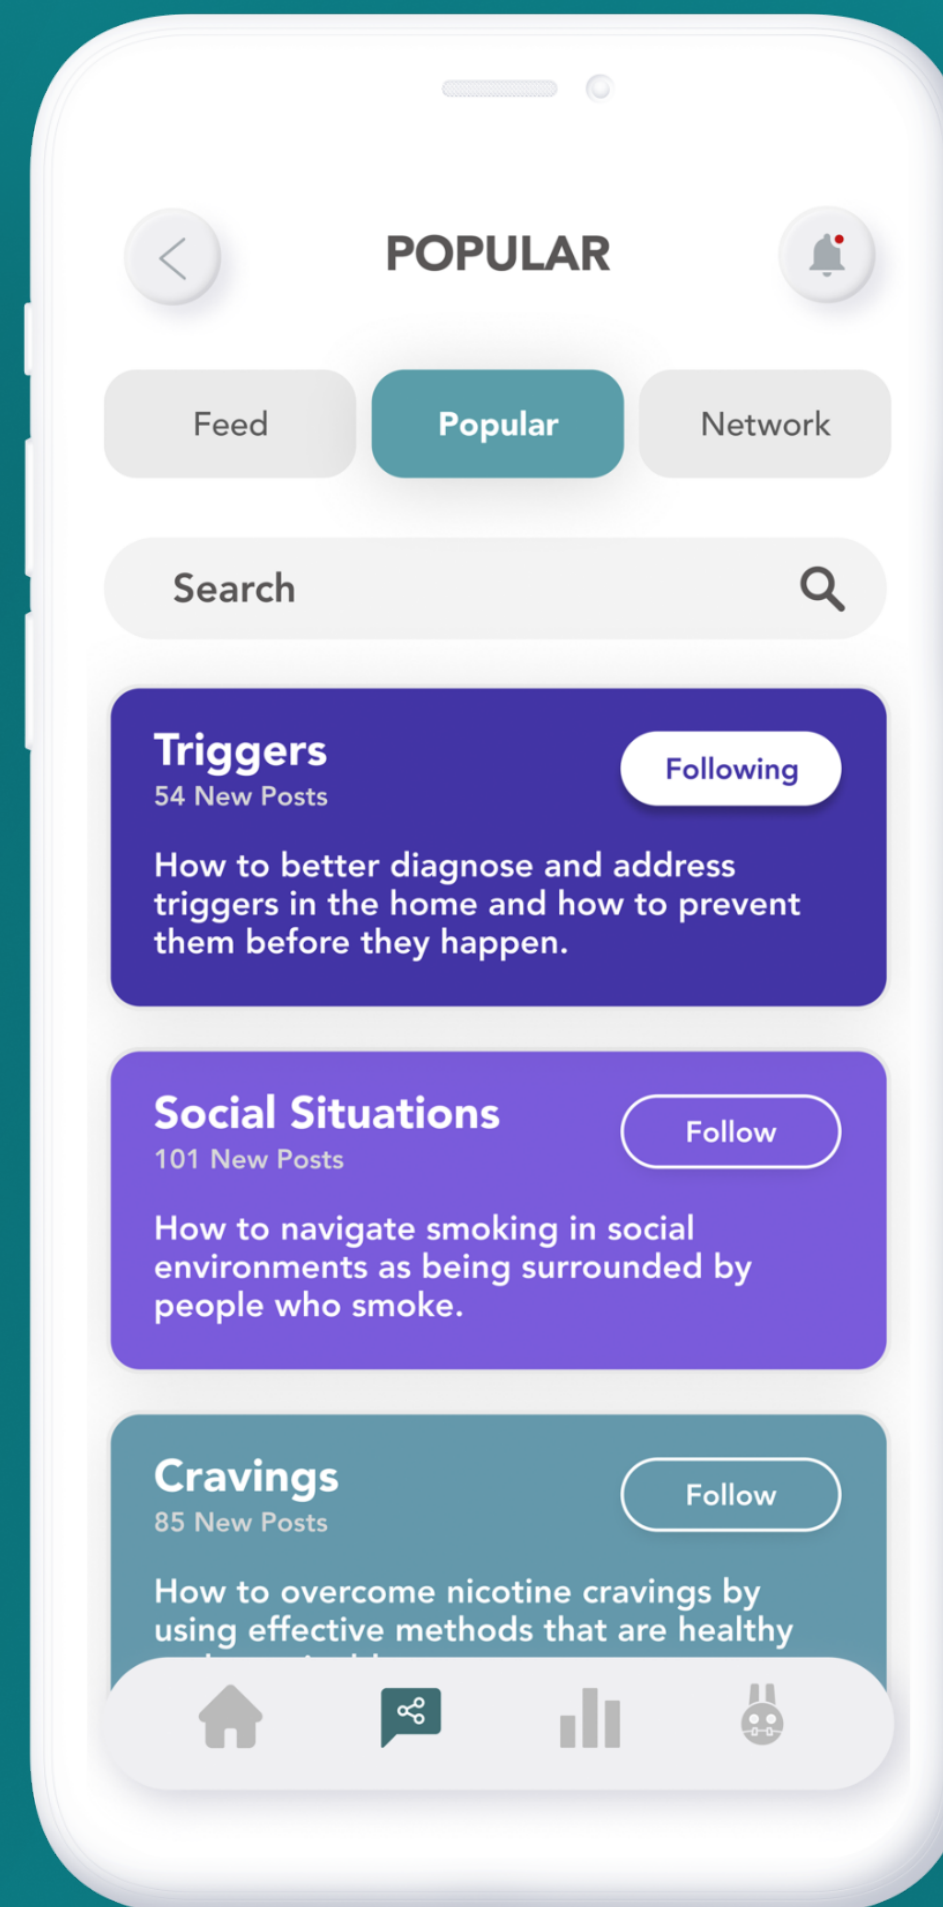 POPULAR
Feed
Popular
Network
Search
Triggers
Following
54 New Posts
How to better diagnose and address
triggers in the home and how to prevent
them before they happen.
Social Situations
Follow
101 New Posts
How to navigate smoking in social
environments as being surrounded by
people who smoke.
Cravings
Follow
85 New Posts
How to overcome nicotine cravings by
using effective methods that are healthy